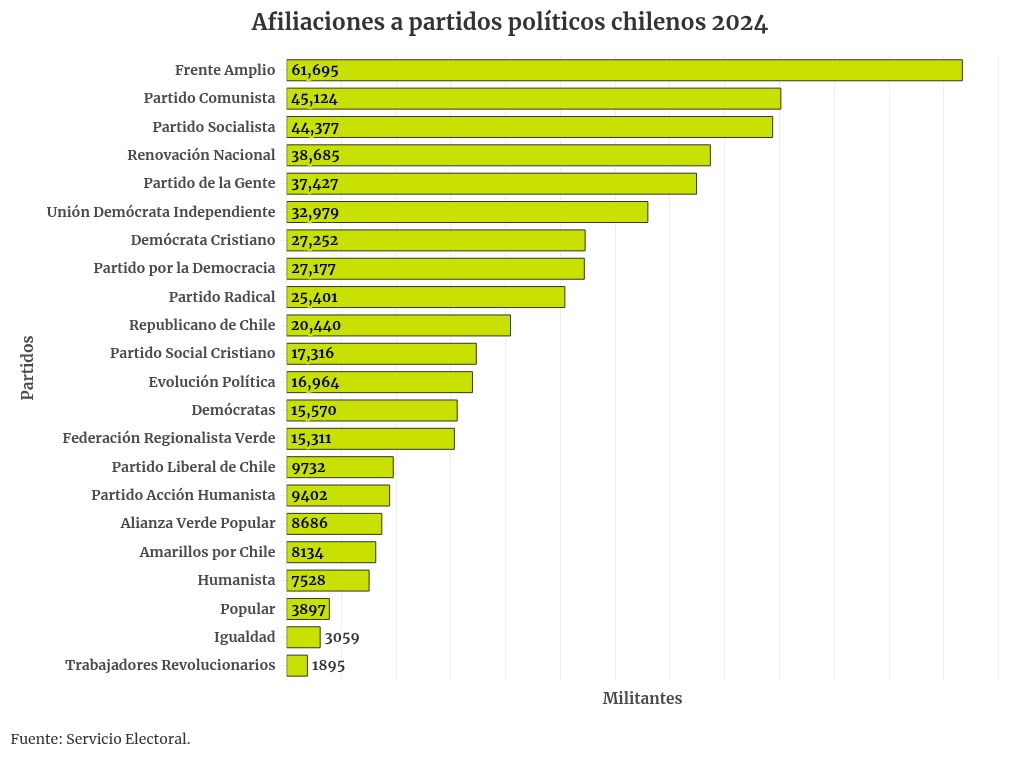 Afiliaciones a partidos políticos chilenos 2024
Frente Amplio 61,695
Partido Comunista 45,124
Partido Socialista 44,377
Renovación Nacional 38,685
Partido de la Gente 37,427
Unión Demócrata Independiente 32,979
Demócrata Cristiano 27,252
Partido por la Democracia 27,177
Partido Radical 25,401
Republicano de Chile 20,440
Partido Social Cristiano 17,316
Evolución Política 16,964
Demócratas 15,570
Federación Regionalista Verde 15,311
Partido Liberal de Chile 9732
Partido Acción Humanista 9402
Alianza Verde Popular 8686
Amarillos por Chile 8134
Humanista 7528
Popular 3897
Igualdad 3059
Trabajadores Revolucionarios 1895
Partidos
Militantes
Fuente: Servicio Electoral.